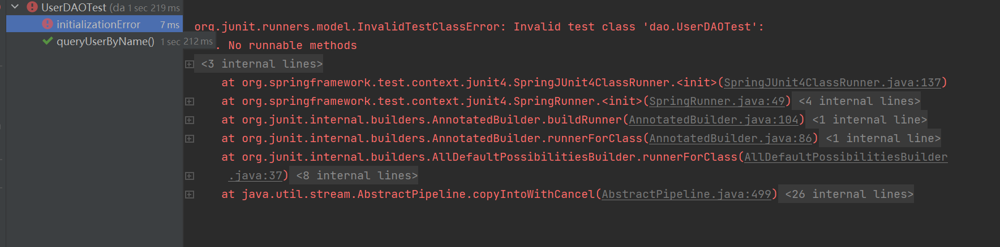 UserDAOTest (da 1 sec 219 ms
initializationError 7 ms
queryUserByName() 1 sec 212 ms
org.junit.runners.model.InvalidTestClassError: Invalid test class 'dao.UserDAOTest':
. No runnable methods
<3 internal lines>
at org.springframework.test.context.junit4.SpringJUnit4ClassRunner.<init>(SpringJUnit4ClassRunner.java:137)
at org.springframework.test.context.junit4.SpringRunner.<init>(SpringRunner.java:49) <4 internal lines>
at org.junit.internal.builders.AnnotatedBuilder.buildRunner(AnnotatedBuilder.java:104) <1 internal line>
at org.junit.internal.builders.AnnotatedBuilder.runnerForClass(AnnotatedBuilder.java:86) <1 internal line>
at org.junit.internal.builders.AllDefaultPossibilitiesBuilder.runnerForClass(AllDefaultPossibilitiesBuilder
.java:37) <8 internal lines>
at java.util.stream.AbstractPipeline.copyIntoWithCancel(AbstractPipeline.java:499) <26 internal lines>